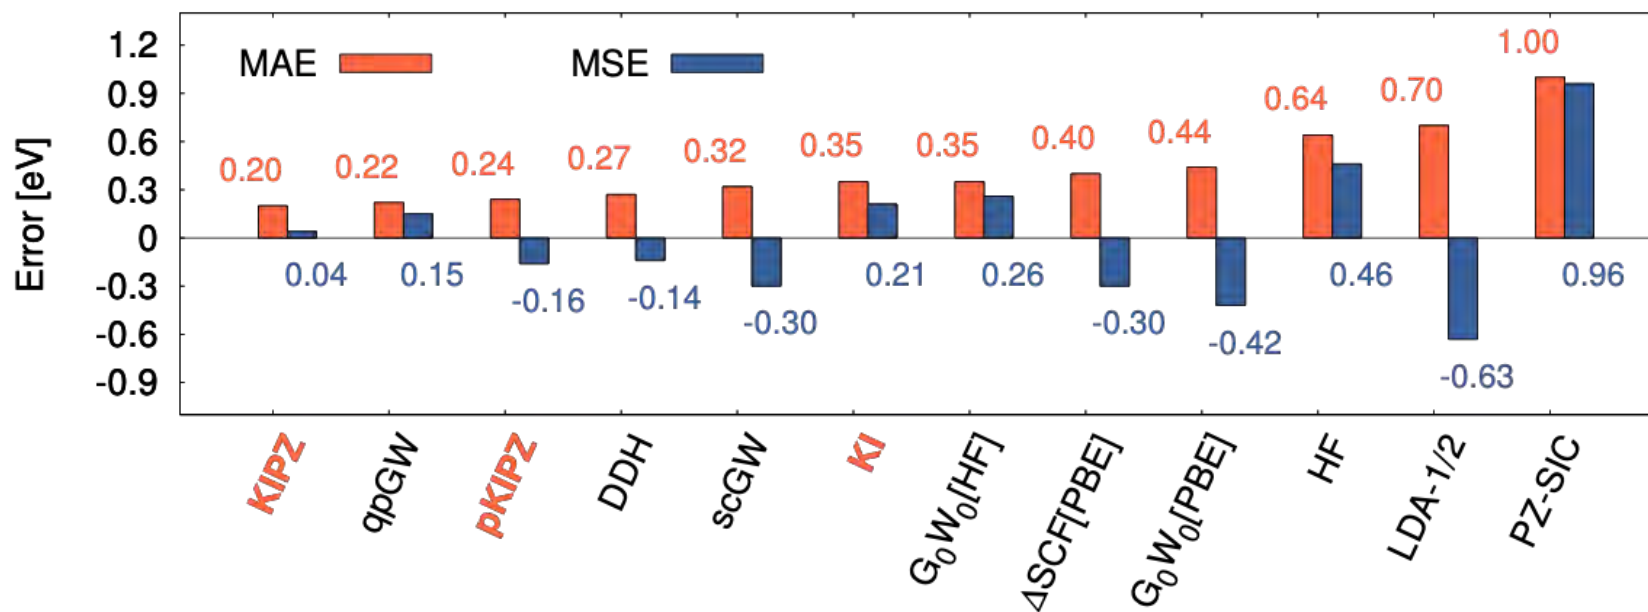 MAE MSE
Error [eV]
1.2
0.9
0.6
0.3
0
-0.3
-0.6
-0.9
0.20 0.22 0.24 0.27 0.32 0.35 0.35 0.40 0.44 0.64 0.70 1.00
0.04 0.15 -0.16 -0.14 -0.30 0.21 0.26 -0.30 -0.42 0.46 -0.63 0.96
KIPZ
qpGW
pKIPZ
DDH
scGW
KI
G₀W₀[HF]
ΔSCF[PBE]
G₀W₀[PBE]
HF
LDA-1/2
PZ-SIC